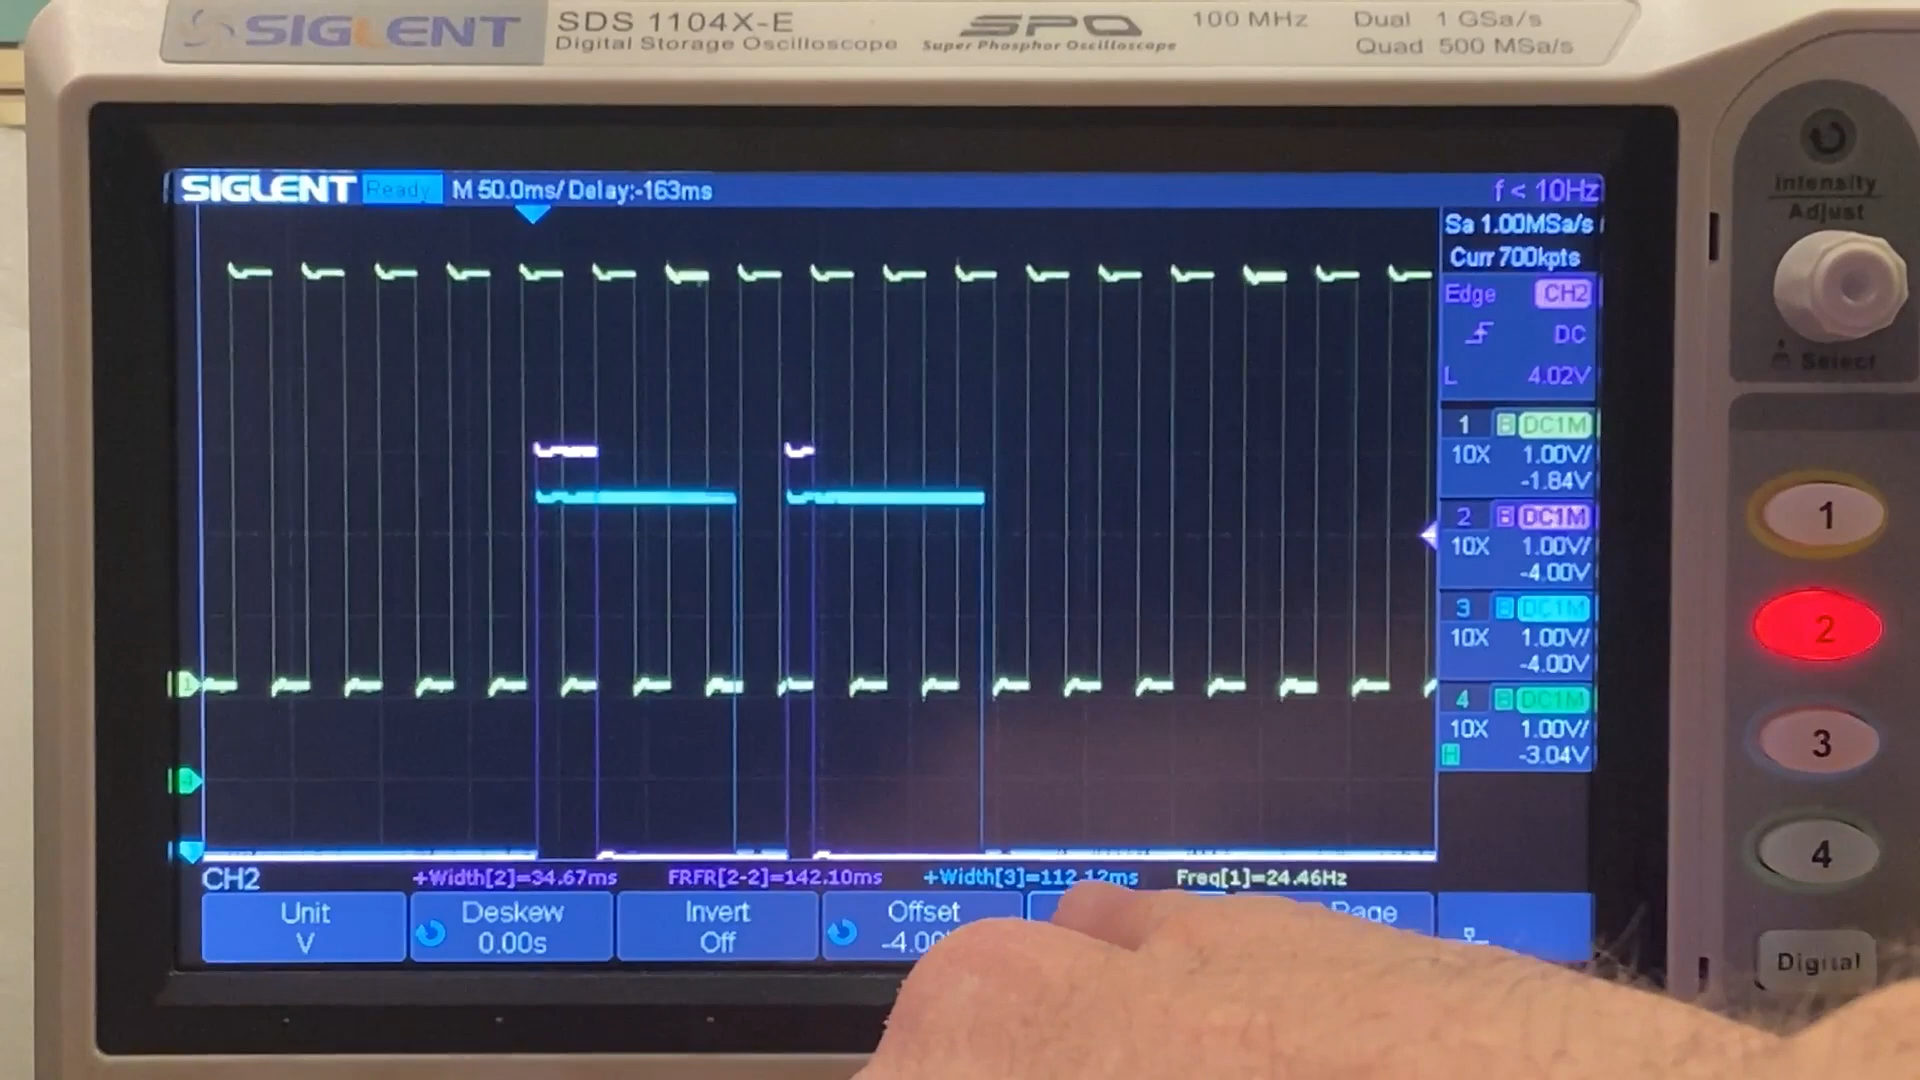 SIGLENT
SDS 1104X-E
Digital Storage Oscilloscope
SPO
Super Phosphor Oscilloscope
100 MHz
Dual 1 GSa/s
Quad 500 MSa/s
SIGLENT Ready M 50.0ms/ Delay:-163ms f < 10Hz
Sa 1.00MSa/s
Curr 700kpts
Edge CH2
DC
L 4.02V
1 B DC1M
10X 1.00V/
-1.84V
2 B DC1M
10X 1.00V/
-4.00V
3 B DC1M
10X 1.00V/
-4.00V
4 B DC1M
10X 1.00V/
H -3.04V
1
4
CH2 +Width[2]=34.67ms FRFR[2-2]=142.10ms +Width[3]=112.12ms Freq[1]=24.46Hz
Unit
V
Deskew
0.00s
Invert
Off
Offset
-4.00
Page
Intensity
Adjust
Select
1
2
3
4
Digital